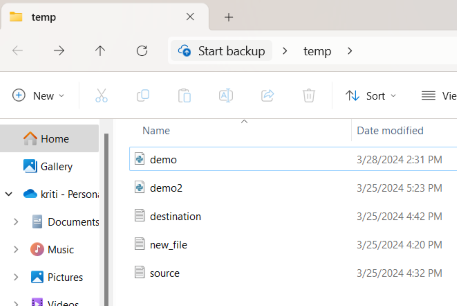 temp
Start backup > temp >
New Sort Vie
Name Date modified
Home
Gallery
kriti - Persona
Documents
Music
Pictures
Videos
demo 3/28/2024 2:31 PM
demo2 3/25/2024 5:23 PM
destination 3/25/2024 4:42 PM
new_file 3/25/2024 4:20 PM
source 3/25/2024 4:32 PM